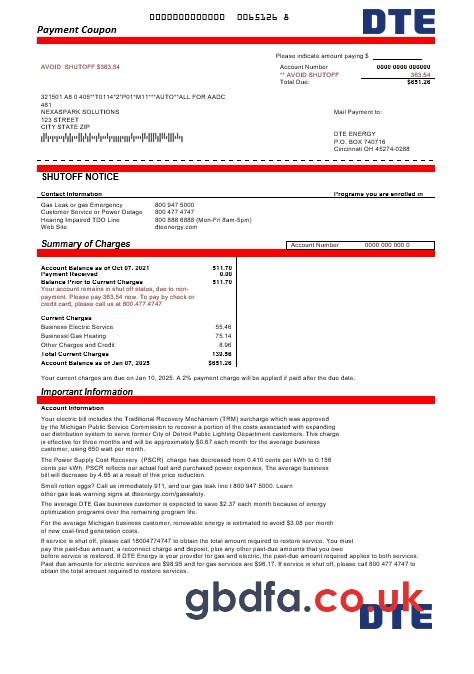 0000000000000 0065126 8
DTE
Payment Coupon
Please indicate amount paying $
AVOID SHUTOFF $363.54
Account Number 0000 0000 000000
** AVOID SHUTOFF 363.54
Total Due: $651.26
321501 A8 0 405**T0114*2*P01*M11***AUTO**ALL FOR AADC
481
NEXASPARK SOLUTIONS
123 STREET
CITY STATE ZIP
Mail Payment to:
DTE ENERGY
P.O. BOX 740716
Cincinnati OH 45274-0288
SHUTOFF NOTICE
Contact Information Programs you are enrolled in
Gas Leak or gas Emergency 800 947 5000
Customer Service or Power Outage 800 477.4747
Hearing Impaired TDO Line 800 888 6888 (Mon-Fri 8am-5pm)
Web Site dteenergy.com
Summary of Charges
Account Number 0000 000 000 0
Account Balance as of Oct 07, 2021 511.70
Payment Received 0.00
Balance Prior to Current Charges $11.70
Your account remains in shut off status, due to non-
payment. Please pay 363.54 now. To pay by check or
credit card, please call us at 800.477.4747
Current Charges
Business Electric Service 55.46
Businessl Gas Heating 75.14
Other Charges and Credit 8.96
Total Current Charges 139.56
Account Balance as of Jan 07, 2025 $651.26
Your current charges are due on Jan 10, 2025. A 2% payment charge will be applied if paid after the due date.
Important Information
Account Information
Your electric bill includes the Traditional Recovery Mechanism (TRM) surcharge which was approved
by the Michigan Public Service Commission to recover a portion of the costs associated with expanding
our distribution system to serve former City of Detroit Public Lighting Department customers. This charge
is effective for three months and will be approximately $0.67 each month for the average business
customer, using 650 watt per month.
The Power Supply Cost Recovery (PSCR) charge has decreased from 0.410 cents per kWh to 0.156
cents per kWh. PSCR reflects our actual fuel and purchased power expenses, The average business
bill will decrease by 4.65 at a result of this price reduction.
Smell rotten eggs? Call us immediately 911, and our gas leak line t 800 947 5000. Learn
other gas leak warning signs at dteenergy.com/gassafety.
The average DTE Gas business customer is expected to save $2.37 each month because of energy
optimization programs over the remaining program life.
For the average Michigan business customer, renewable energy is estimated to avoid $3.08 per month
of new coal-fired generation costs.
If service is shut off, please call 18004774747 to obtain the total amount required to restore service. You must
pay this past-due amount, a reconnect charge and deposit, plus any other past-due amounts that you owe
before service is restored. If DTE Energy is your provider for gas and electric, the past-due amount required applies to both services.
Past due amounts for electric services are $98.95 and for gas services are $96.17. If service is shut off, please call 800 477 4747 to
obtain the total amount required to restore services.
gbdfa.co.uk
DTE